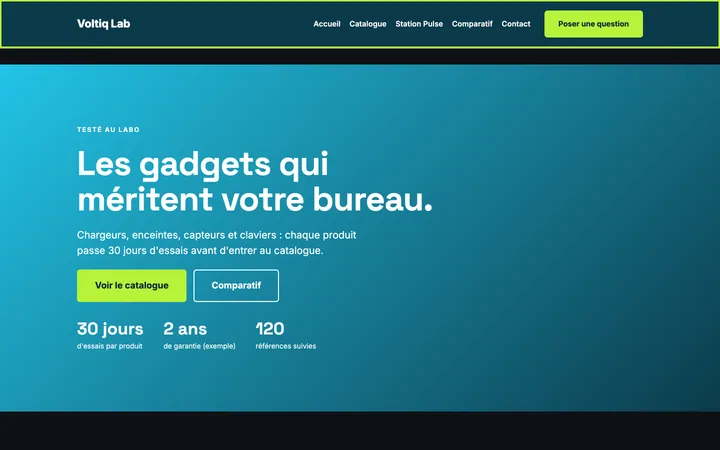 Voltiq Lab
Accueil Catalogue Station Pulse Comparatif Contact Poser une question
TESTÉ AU LABO
Les gadgets qui
méritent votre bureau.
Chargeurs, enceintes, capteurs et claviers : chaque produit
passe 30 jours d'essais avant d'entrer au catalogue.
Voir le catalogue Comparatif
30 jours 2 ans 120
d'essais par produit de garantie (exemple) références suivies